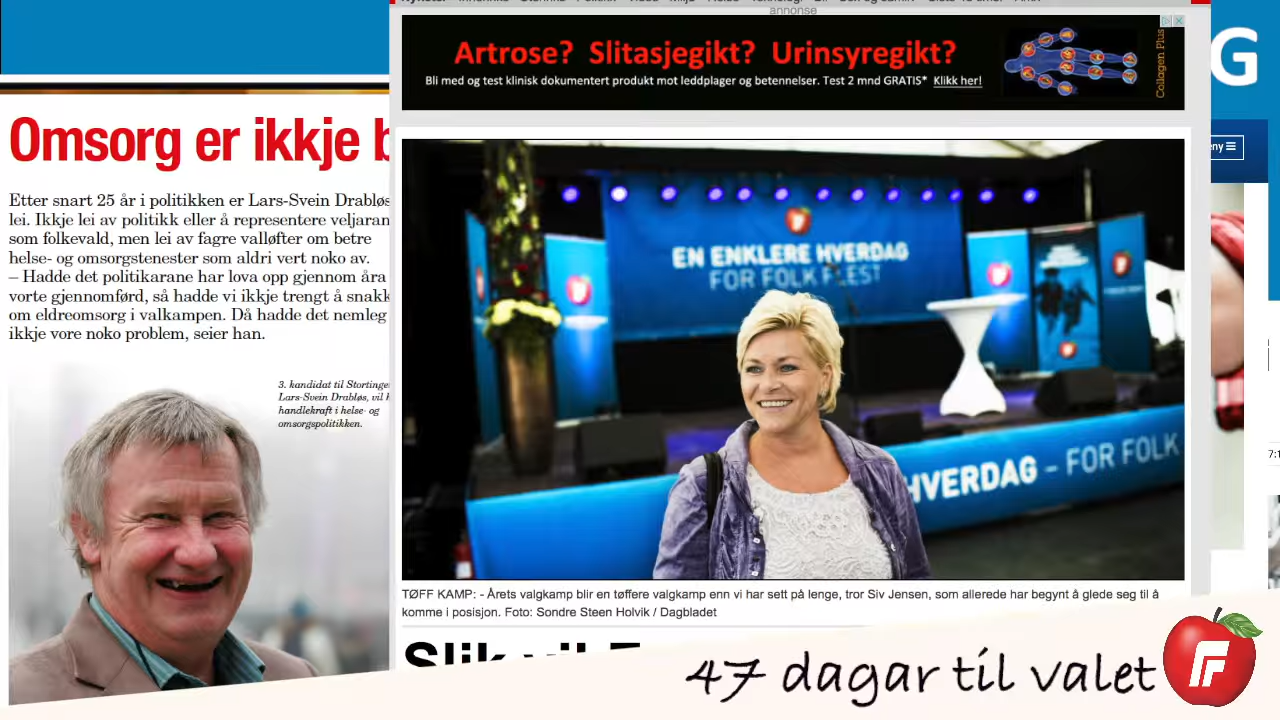 annonse
Artrose? Slitasjegikt? Urinsyregikt?
Bli med og test klinisk dokumentert produkt mot leddplager og betennelser. Test 2 mnd GRATIS* Klikk her!
Collagen Plus
G
eny
Omsorg er ikkje b
Etter snart 25 år i politikken er Lars-Svein Drabløs
lei. Ikkje lei av politikk eller å representere veljaran
som folkevald, men lei av fagre valløfter om betre
helse- og omsorgstenester som aldri vert noko av.
– Hadde det politikarane har lova opp gjennom åra
vorte gjennomførd, så hadde vi ikkje trengt å snakk
om eldreomsorg i valkampen. Då hadde det nemleg
ikkje vore noko problem, seier han.
3. kandidat til Stortinge
Lars-Svein Drabløs, vil h
handlekraft i helse- og
omsorgspolitikken.
EN ENKLERE HVERDAG
FOR FOLK FLEST
HVERDAG – FOR FOLK
7:1
TØFF KAMP: - Årets valgkamp blir en tøffere valgkamp enn vi har sett på lenge, tror Siv Jensen, som allerede har begynt å glede seg til å
komme i posisjon. Foto: Sondre Steen Holvik / Dagbladet
Slik vil
47 dagar til valet
F